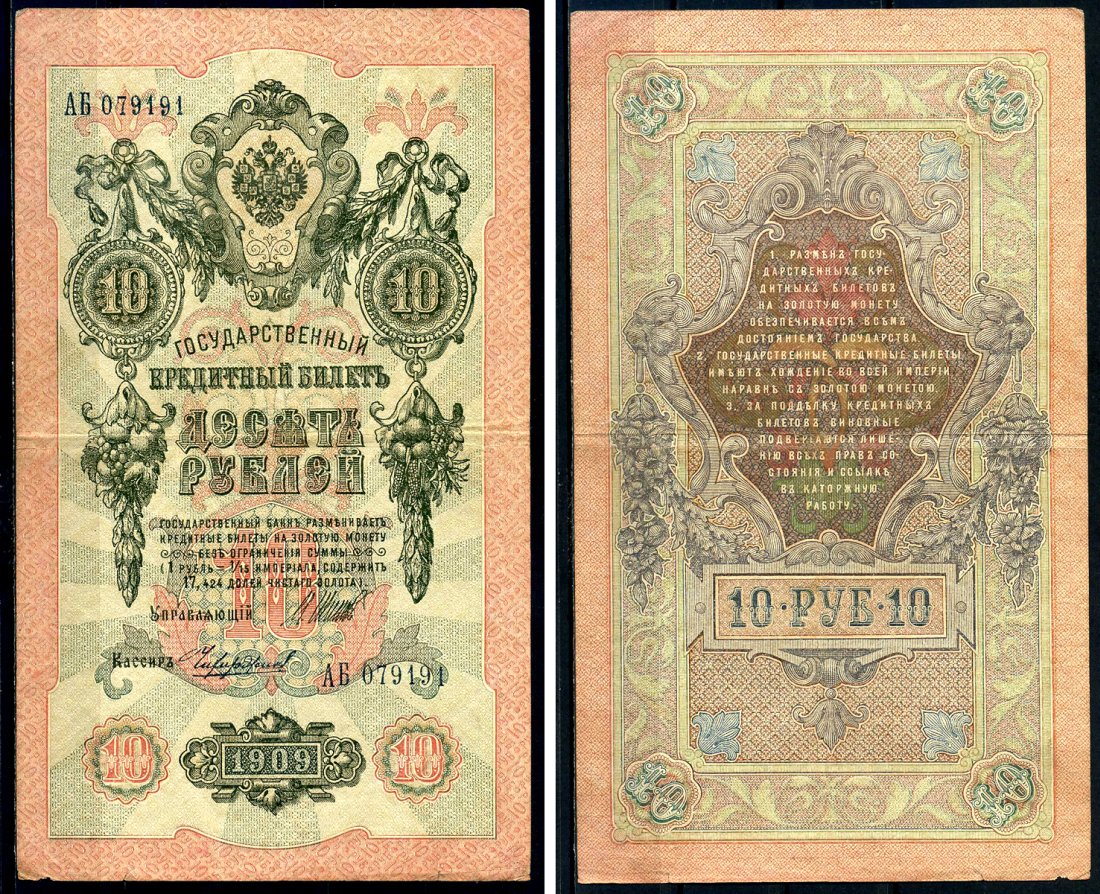 АБ 079191
10
10
ГОСУДАРСТВЕННЫЙ
КРЕДИТНЫЙ БИЛЕТЪ
ДЕСЯТЬ
РУБЛЕЙ
ГОСУДАРСТВЕННЫЙ БАНКЪ РАЗМѢНИВАЕТЪ
КРЕДИТНЫЕ БИЛЕТЫ НА ЗОЛОТУЮ МОНЕТУ
БЕЗЪ ОГРАНИЧЕНІЯ СУММЫ
(1 РУБЛЬ = 1/15 ИМПЕРІАЛА, СОДЕРЖИТЪ
17,424 ДОЛЕЙ ЧИСТАГО ЗОЛОТА).
10
УПРАВЛЯЮЩІЙ
Кассиръ
АБ 079191
10
1909
10
10
10
1. РАЗМѢНЪ ГОСУ-
ДАРСТВЕННЫХЪ КРЕ-
ДИТНЫХЪ БИЛЕТОВЪ
НА ЗОЛОТУЮ МОНЕТУ
ОБЕЗПЕЧИВАЕТСЯ ВСѢМЪ
ДОСТОЯНІЕМЪ ГОСУДАРСТВА.
2. ГОСУДАРСТВЕННЫЕ КРЕДИТНЫЕ БИЛЕТЫ
ИМѢЮТЪ ХОЖДЕНІЕ ВО ВСЕЙ ИМПЕРІИ
НАРАВНѢ СЪ ЗОЛОТОЮ МОНЕТОЮ.
3. ЗА ПОДДѢЛКУ КРЕДИТНЫХЪ
БИЛЕТОВЪ ВИНОВНЫЕ
ПОДВЕРГАЮТСЯ ЛИШЕ-
НІЮ ВСѢХЪ ПРАВЪ СО-
СТОЯНІЯ И ССЫЛКѢ
ВЪ КАТОРЖНУЮ
РАБОТУ.
10·РУБ·10
10
10